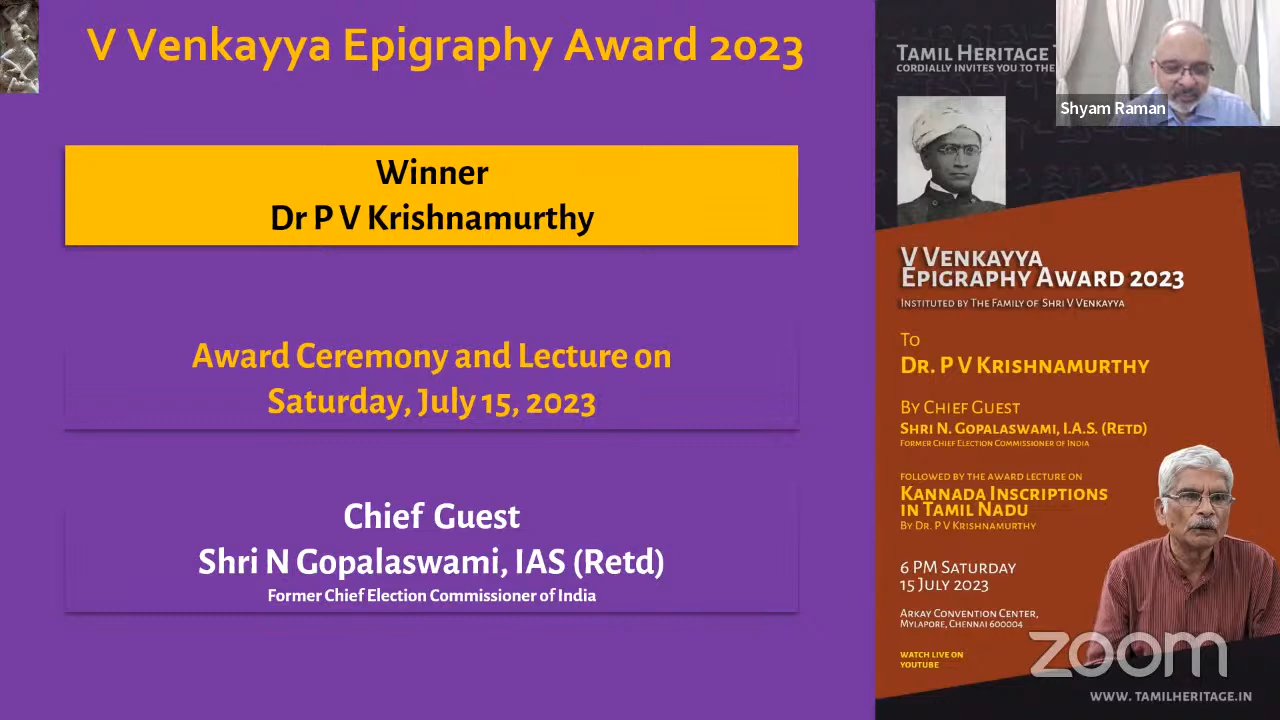 V Venkayya Epigraphy Award 2023
Winner
Dr P V Krishnamurthy
Award Ceremony and Lecture on
Saturday, July 15, 2023
Chief Guest
Shri N Gopalaswami, IAS (Retd)
Former Chief Election Commissioner of India
Tamil Heritage
cordially invites you to the
Shyam Raman
V Venkayya
Epigraphy Award 2023
Instituted by The Family of Shri V Venkayya
To
Dr. P V Krishnamurthy
By Chief Guest
Shri N. Gopalaswami, I.A.S. (Retd)
Former Chief Election Commissioner of India
followed by the award lecture on
Kannada Inscriptions
in Tamil Nadu
By Dr. P V Krishnamurthy
6 PM Saturday
15 July 2023
Arkay Convention Center,
Mylapore, Chennai 600004
Watch live on
YouTube
zoom
www. tamilheritage.in